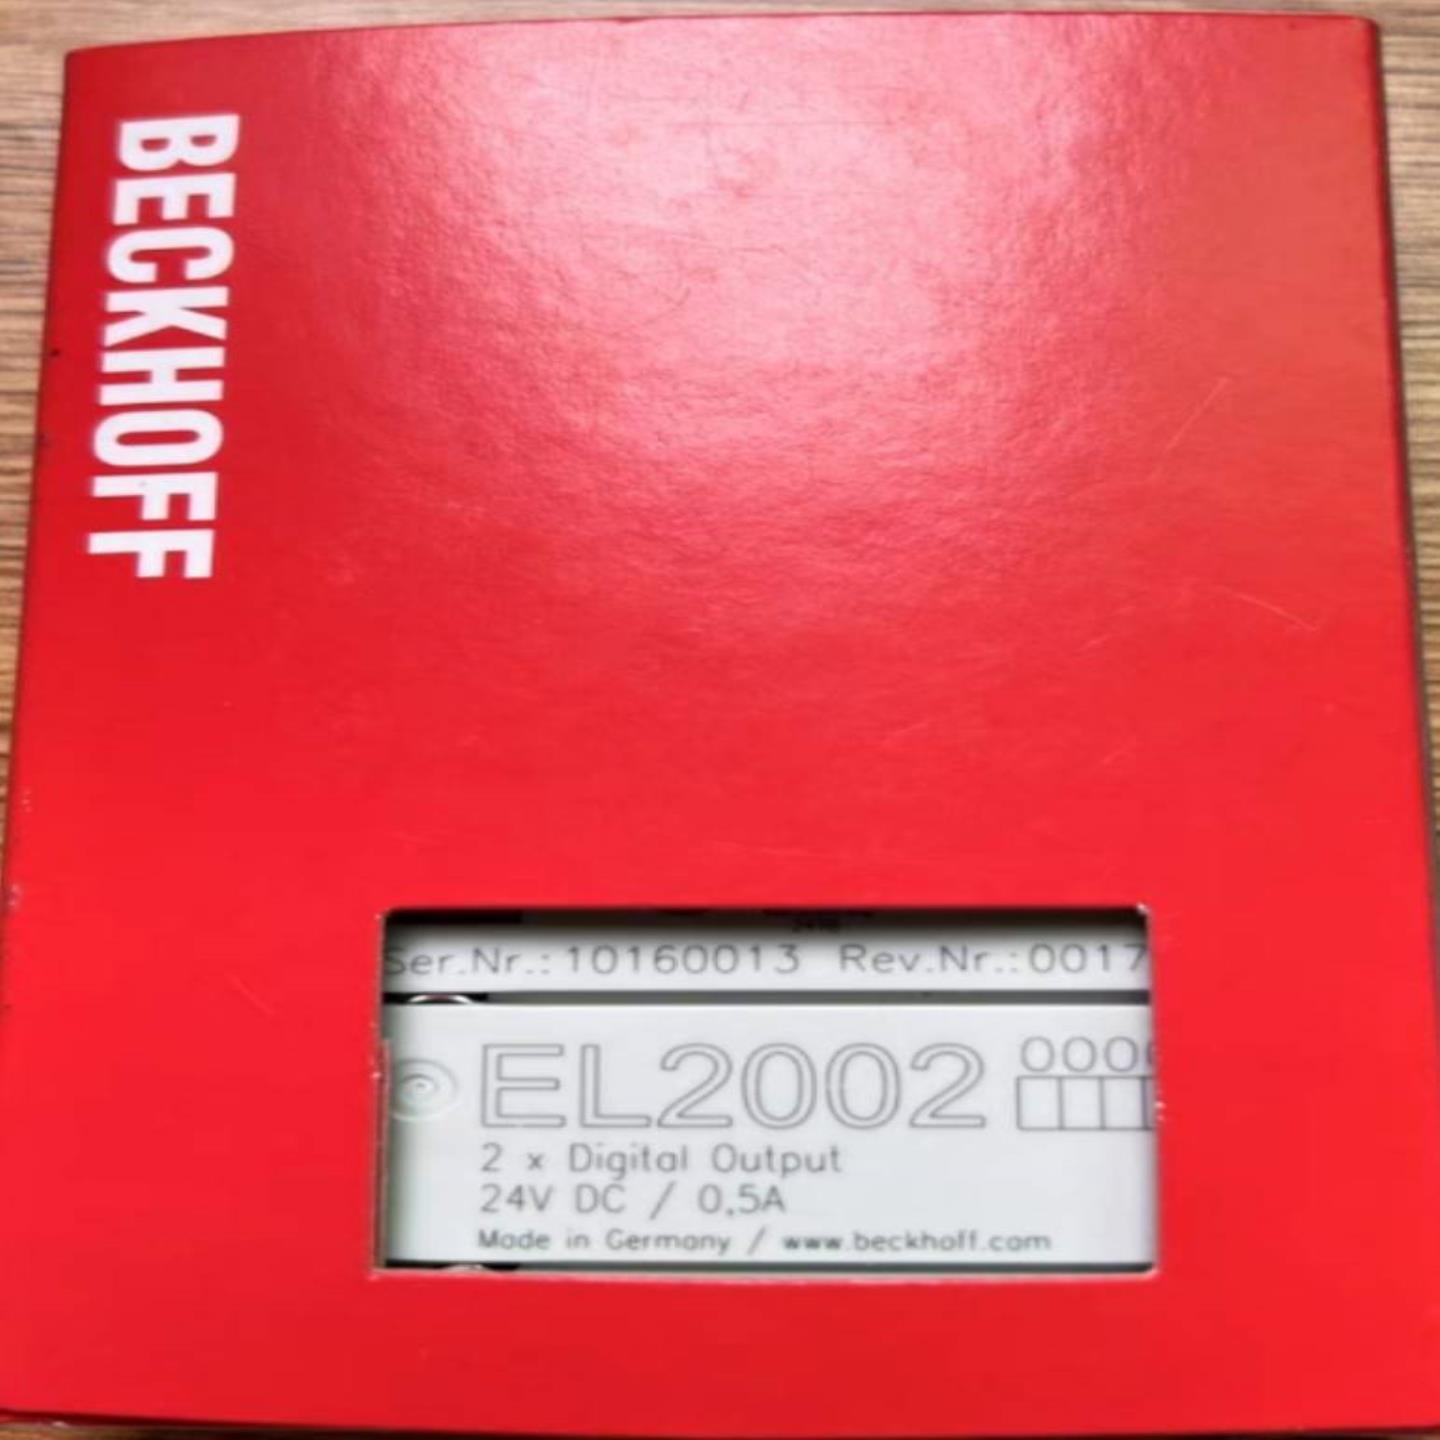 BECKHOFF
Ser.Nr.:10160013 Rev.Nr.:0017
EL2002 000
2 x Digital Output
24V DC / 0,5A
Made in Germany / www.beckhoff.com